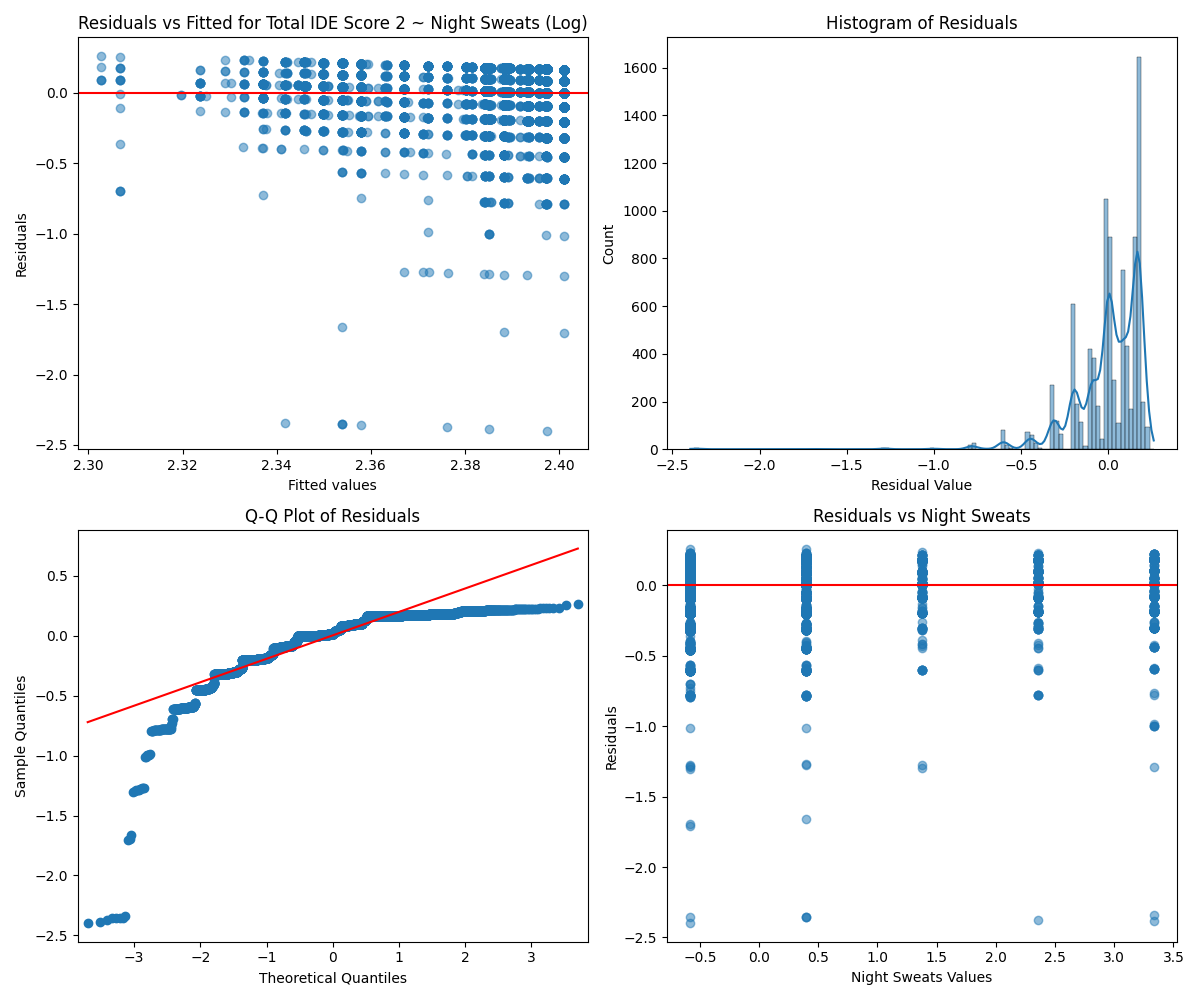 Residuals vs Fitted for Total IDE Score 2 ~ Night Sweats (Log)
0.0
−0.5
−1.0
−1.5
−2.0
−2.5
Residuals
2.30 2.32 2.34 2.36 2.38 2.40
Fitted values
Histogram of Residuals
1600
1400
1200
1000
800
600
400
200
0
Count
−2.5 −2.0 −1.5 −1.0 −0.5 0.0
Residual Value
Q-Q Plot of Residuals
0.5
0.0
−0.5
−1.0
−1.5
−2.0
−2.5
Sample Quantiles
−3 −2 −1 0 1 2 3
Theoretical Quantiles
Residuals vs Night Sweats
0.0
−0.5
−1.0
−1.5
−2.0
−2.5
Residuals
−0.5 0.0 0.5 1.0 1.5 2.0 2.5 3.0 3.5
Night Sweats Values